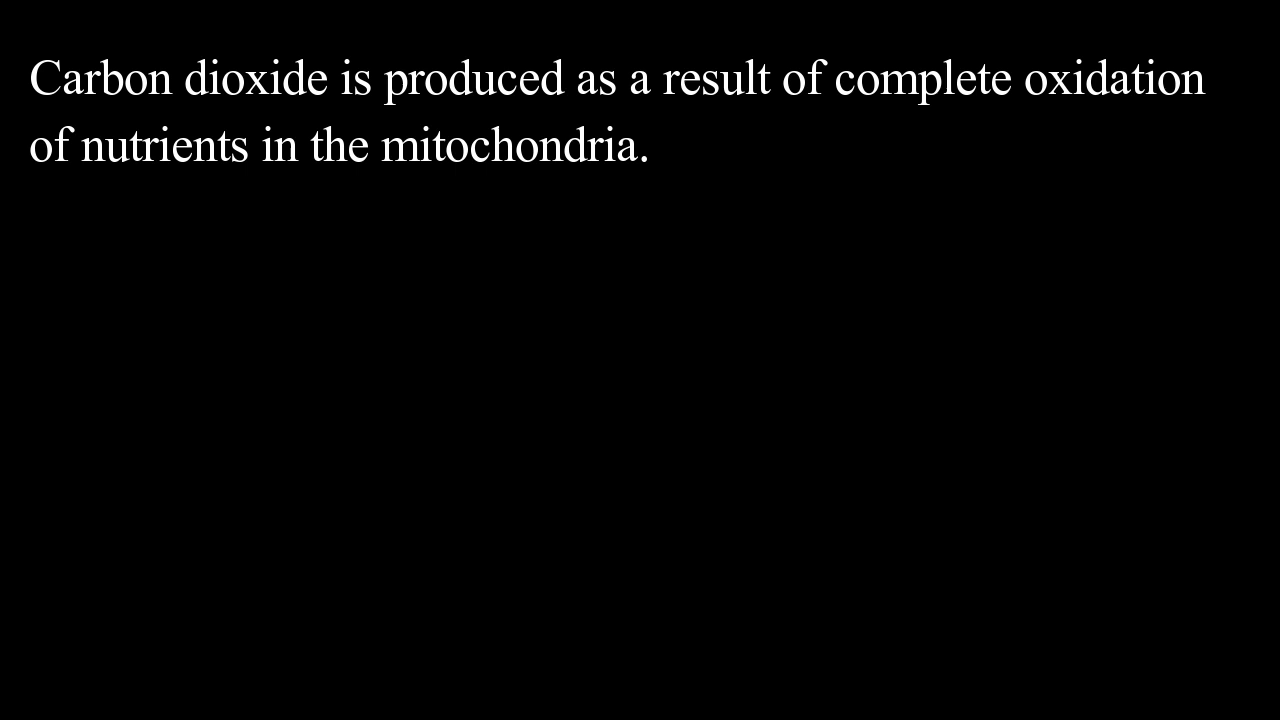 Carbon dioxide is produced as a result of complete oxidation
of nutrients in the mitochondria.